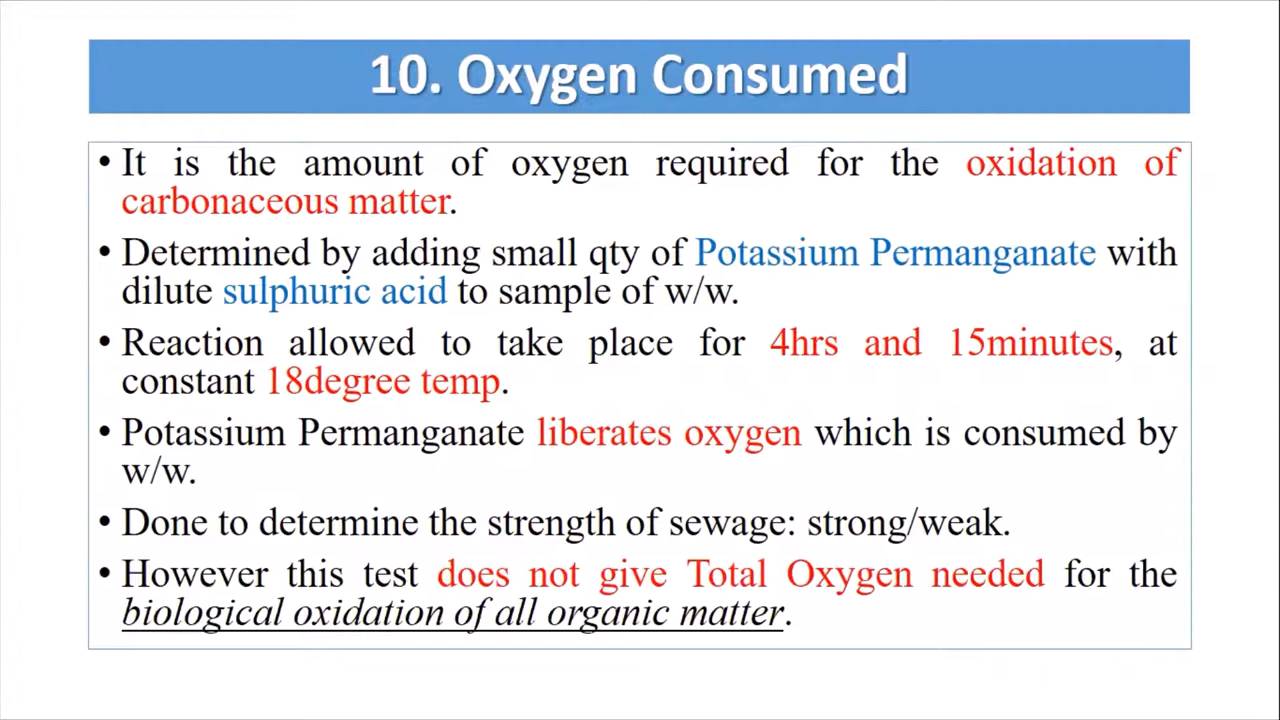 10. Oxygen Consumed
• It is the amount of oxygen required for the oxidation of
carbonaceous matter.
• Determined by adding small qty of Potassium Permanganate with
dilute sulphuric acid to sample of w/w.
• Reaction allowed to take place for 4hrs and 15minutes, at
constant 18degree temp.
• Potassium Permanganate liberates oxygen which is consumed by
w/w.
• Done to determine the strength of sewage: strong/weak.
• However this test does not give Total Oxygen needed for the
biological oxidation of all organic matter.